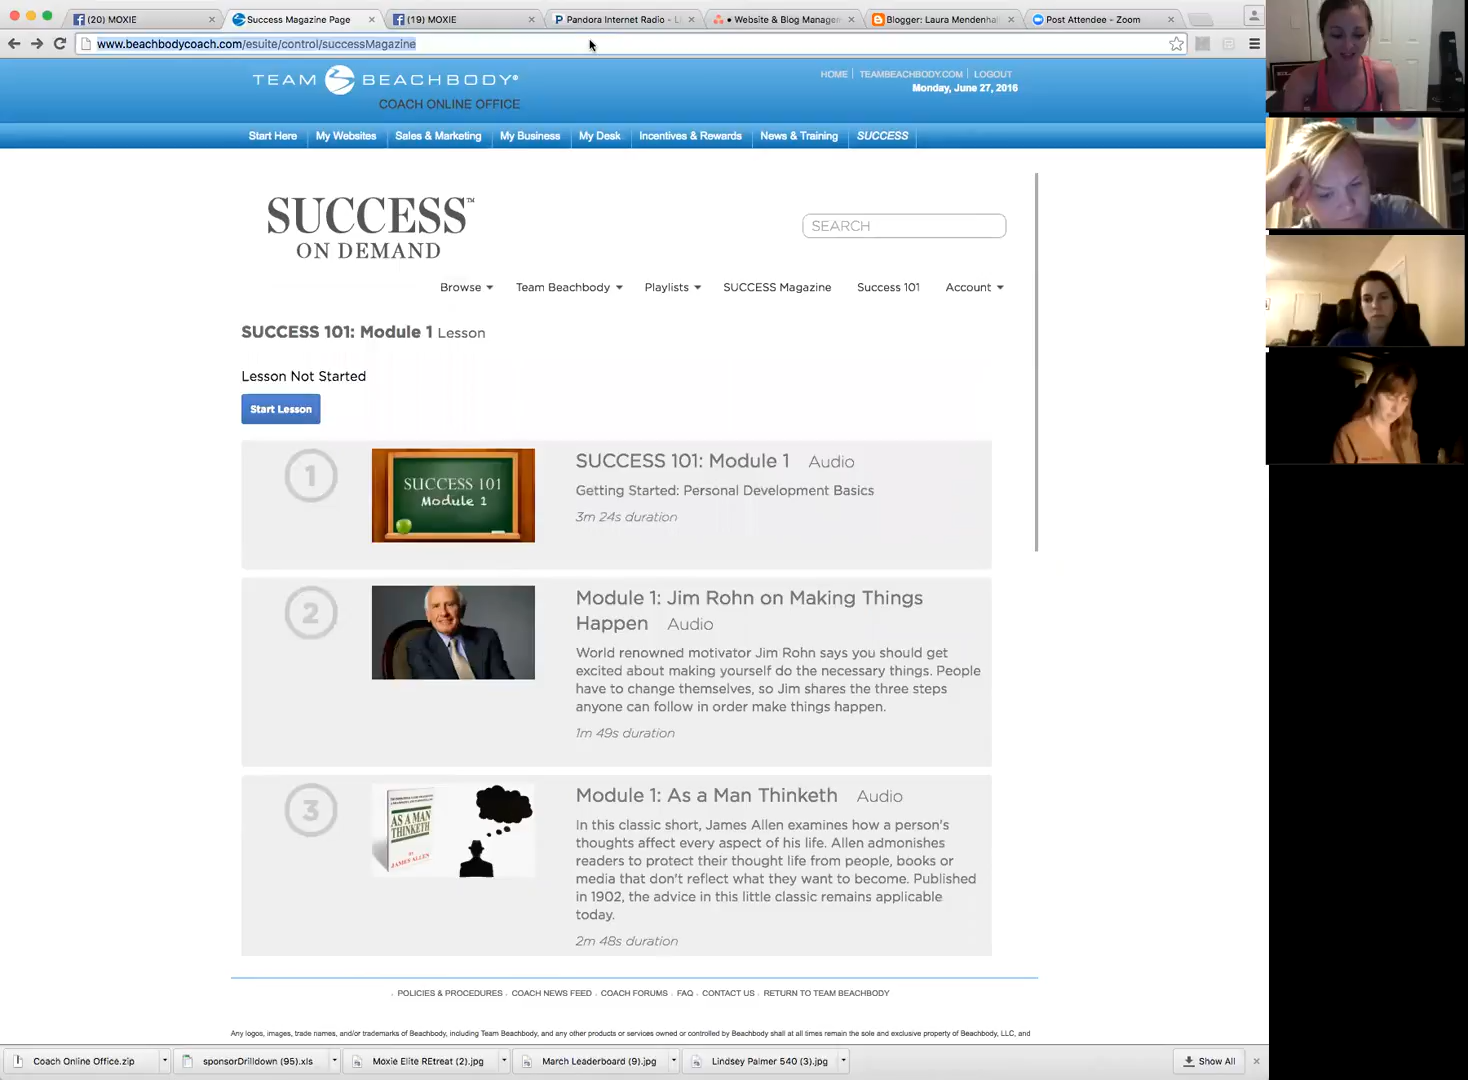 (20) MOXIE
Success Magazine Page
(19) MOXIE
Pandora Internet Radio - Li
• Website & Blog Manager
Blogger: Laura Mendenhal
Post Attendee - Zoom
www.beachbodycoach.com/esuite/control/successMagazine
TEAM BEACHBODY®
COACH ONLINE OFFICE
HOME | TEAMBEACHBODY.COM | LOGOUT
Monday, June 27, 2016
Start Here
My Websites
Sales & Marketing
My Business
My Desk
Incentives & Rewards
News & Training
SUCCESS
SUCCESS™
ON DEMAND
SEARCH
Browse
Team Beachbody
Playlists
SUCCESS Magazine
Success 101
Account
SUCCESS 101: Module 1 Lesson
Lesson Not Started
Start Lesson
1
SUCCESS 101
Module 1
SUCCESS 101: Module 1 Audio
Getting Started: Personal Development Basics
3m 24s duration
2
Module 1: Jim Rohn on Making Things
Happen Audio
World renowned motivator Jim Rohn says you should get
excited about making yourself do the necessary things. People
have to change themselves, so Jim shares the three steps
anyone can follow in order make things happen.
1m 49s duration
3
AS A MAN
THINKETH
BY
JAMES ALLEN
Module 1: As a Man Thinketh Audio
In this classic short, James Allen examines how a person's
thoughts affect every aspect of his life. Allen admonishes
readers to protect their thought life from people, books or
media that don't reflect what they want to become. Published
in 1902, the advice in this little classic remains applicable
today.
2m 48s duration
. POLICIES & PROCEDURES . COACH NEWS FEED . COACH FORUMS . FAQ . CONTACT US . RETURN TO TEAM BEACHBODY
Any logos, images, trade names, and/or trademarks of Beachbody, including Team Beachbody, and any other products or services owned or controlled by Beachbody shall at all times remain the sole and exclusive property of Beachbody, LLC, and
Coach Online Office.zip
sponsorDrilldown (95).xls
Moxie Elite REtreat (2).jpg
March Leaderboard (9).jpg
Lindsey Palmer 540 (3).jpg
Show All